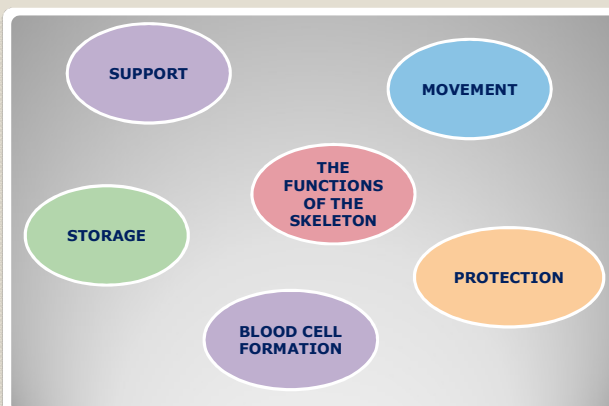 SUPPORT
MOVEMENT
THE
FUNCTIONS
OF THE
SKELETON
STORAGE
PROTECTION
BLOOD CELL
FORMATION